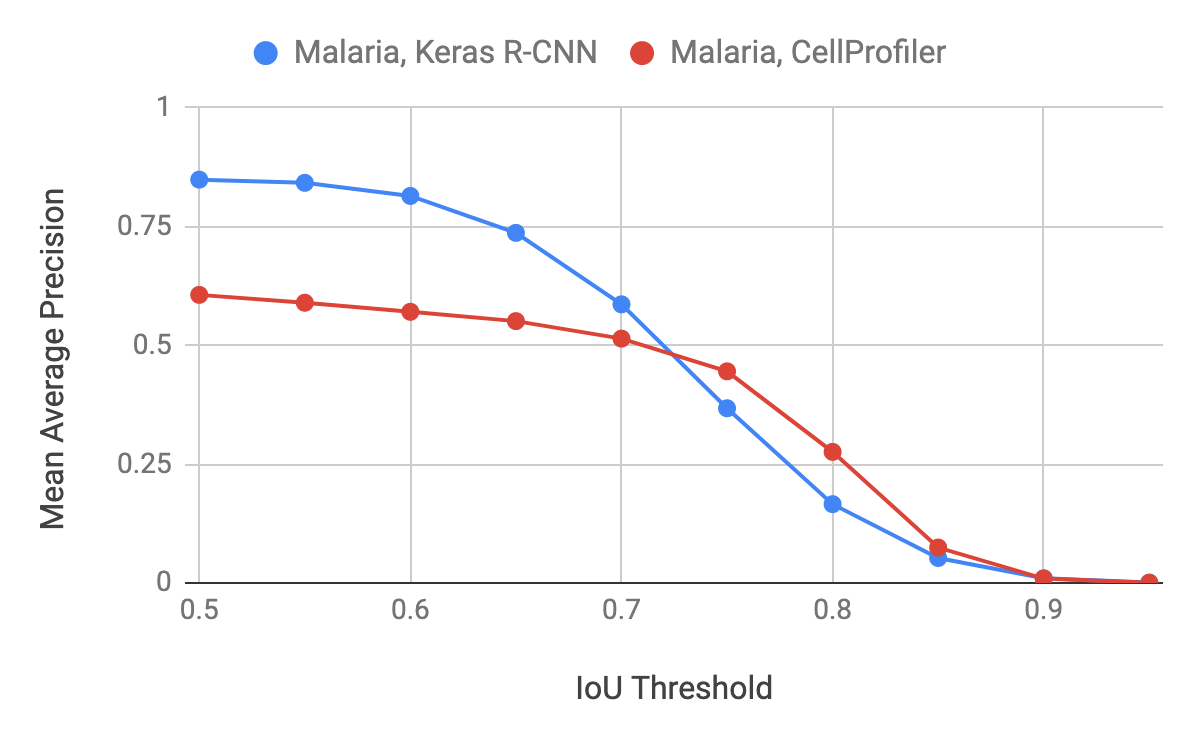 Malaria, Keras R-CNN Malaria, CellProfiler
1
0.75
0.5
0.25
0
Mean Average Precision
0.5 0.6 0.7 0.8 0.9
IoU Threshold